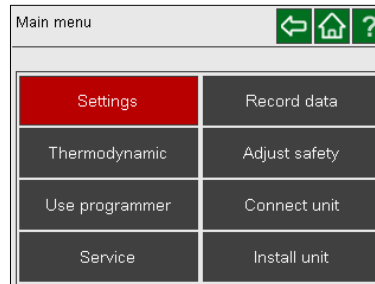 Main menu ?
Settings Record data
Thermodynamic Adjust safety
Use programmer Connect unit
Service Install unit